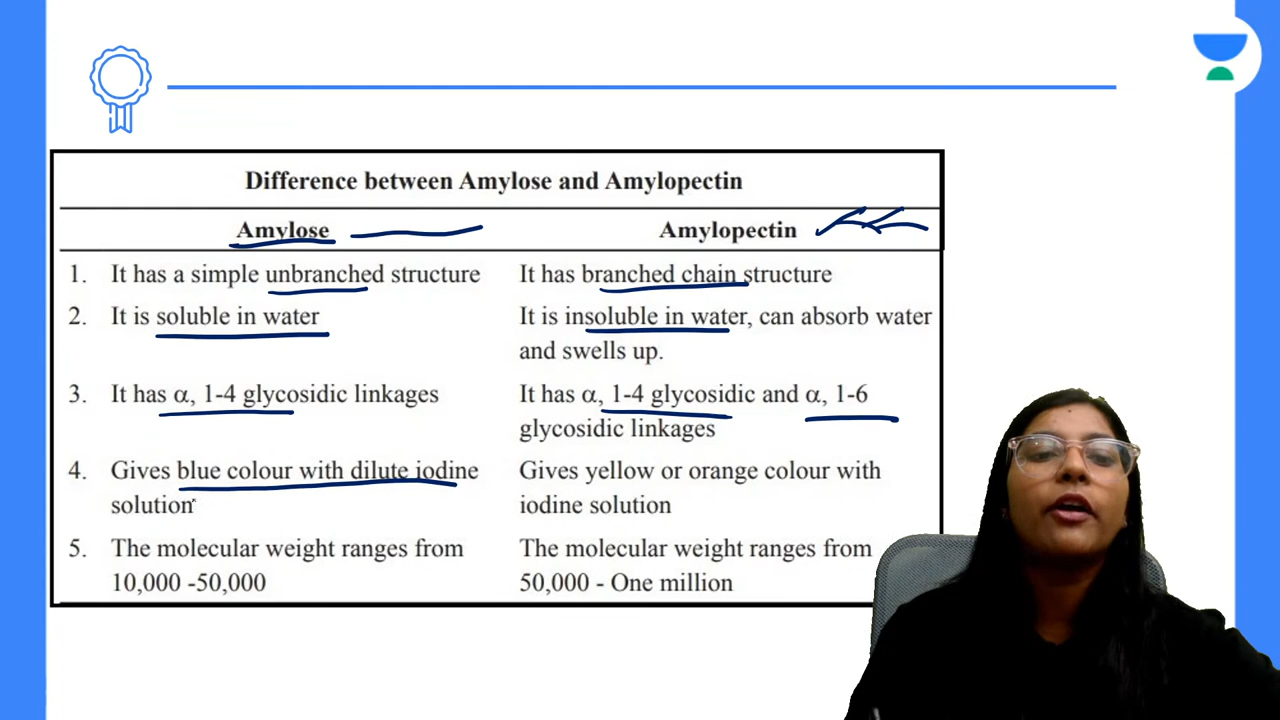 Difference between Amylose and Amylopectin
Amylose Amylopectin
1. It has a simple unbranched structure It has branched chain structure
2. It is soluble in water It is insoluble in water, can absorb water
and swells up.
3. It has α, 1-4 glycosidic linkages It has α, 1-4 glycosidic and α, 1-6
glycosidic linkages
4. Gives blue colour with dilute iodine Gives yellow or orange colour with
solution iodine solution
5. The molecular weight ranges from The molecular weight ranges from
10,000 -50,000 50,000 - One million